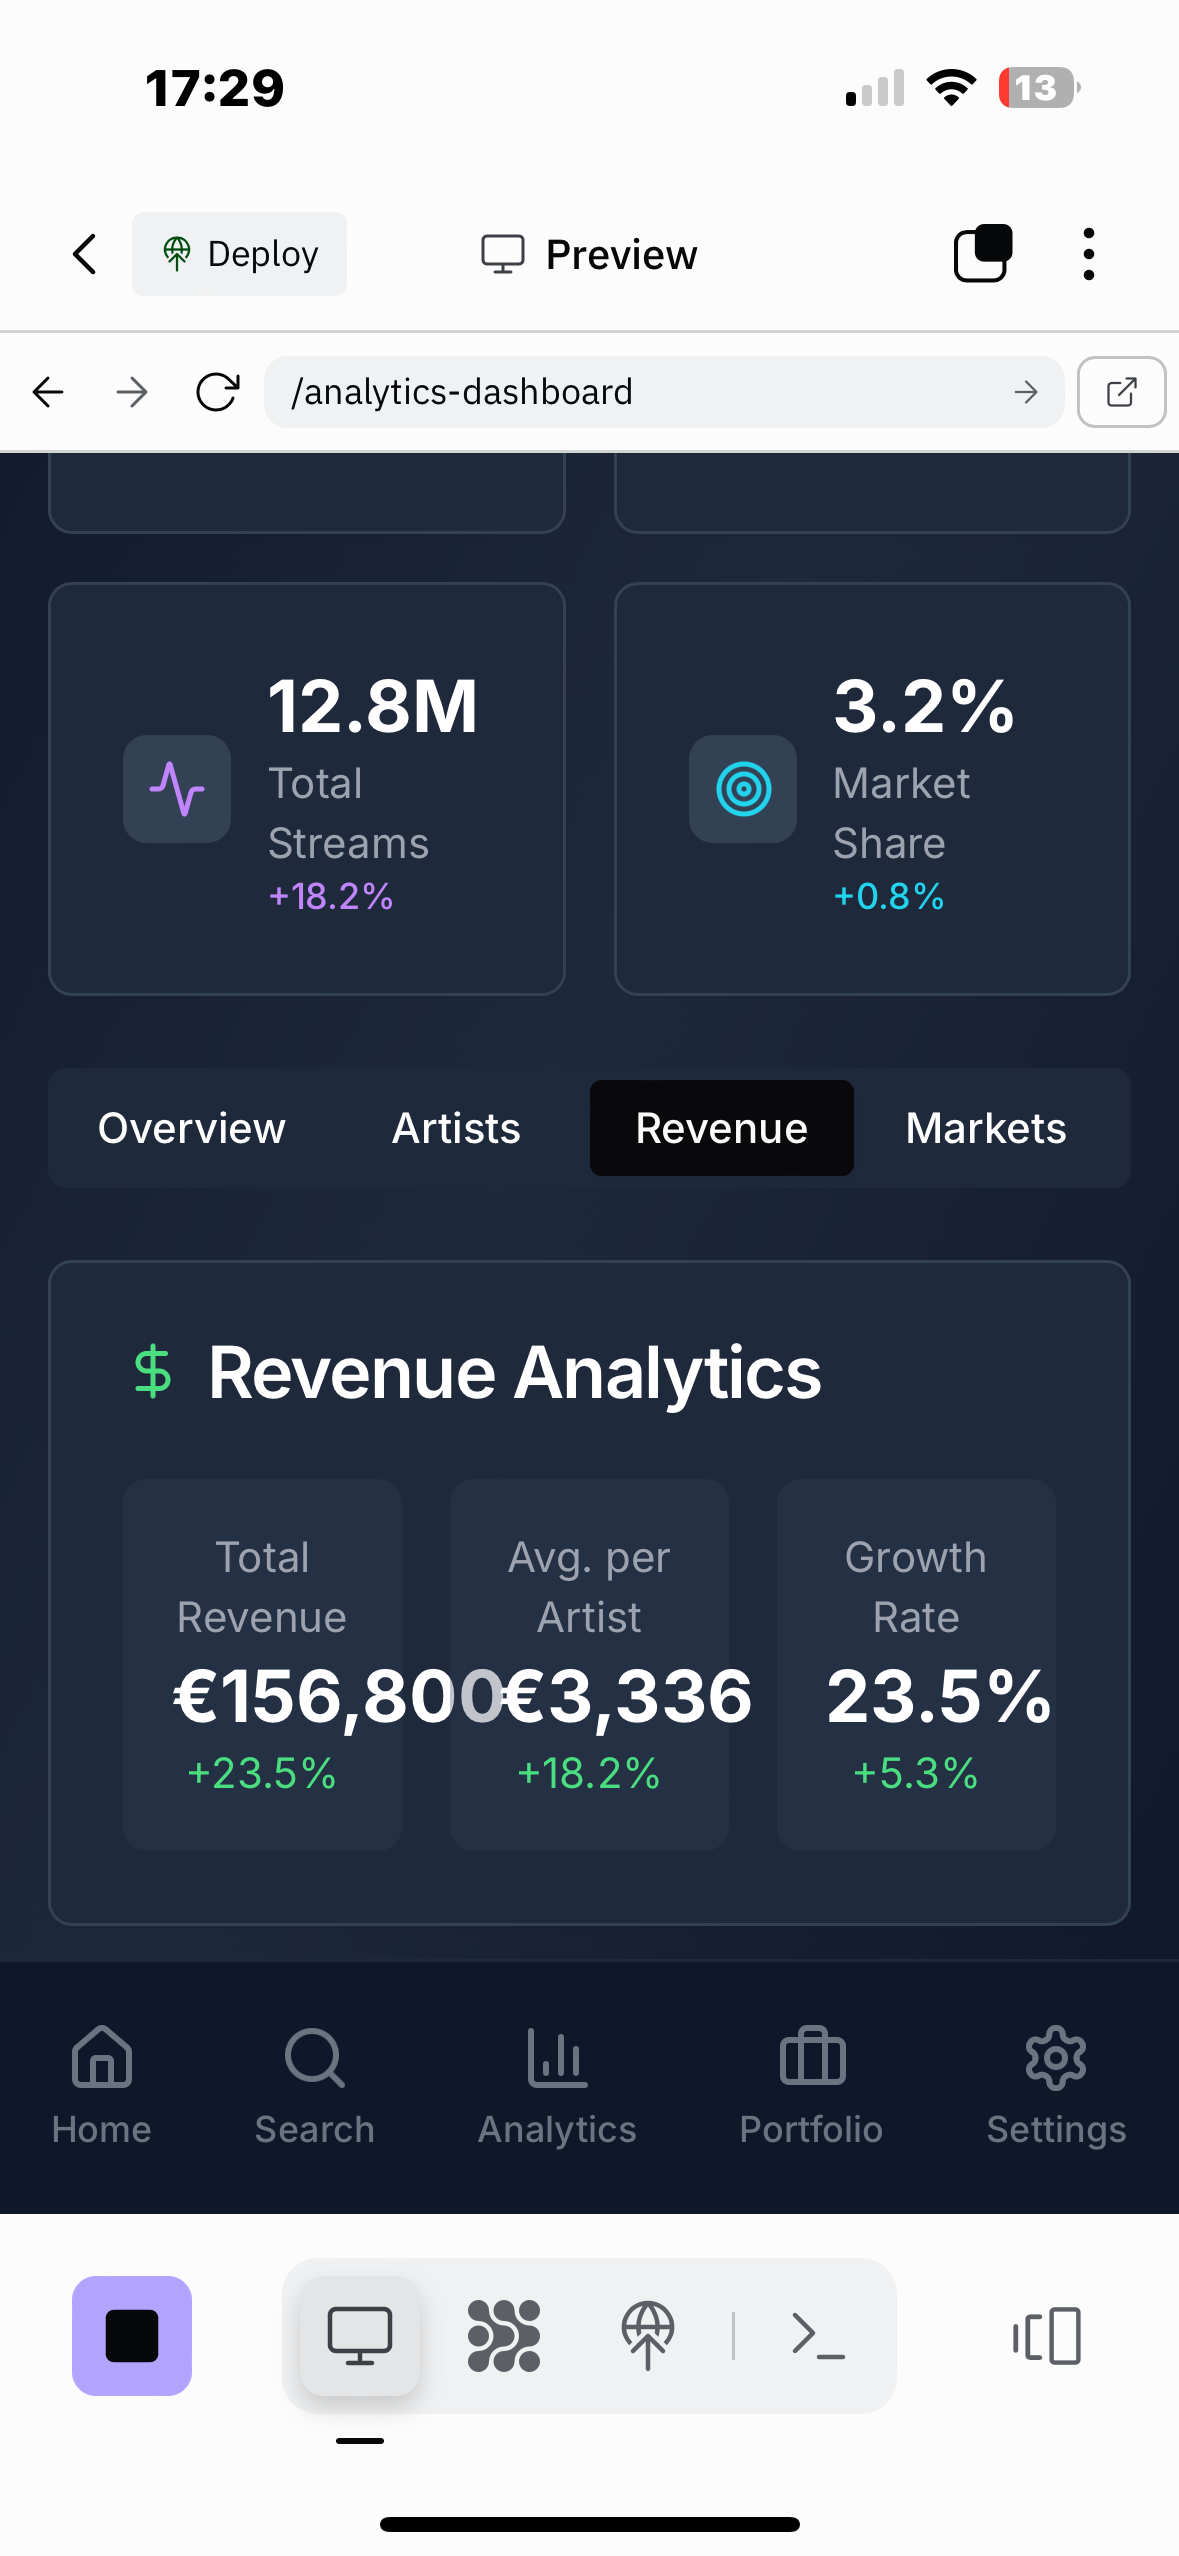 17:29
13
Deploy
Preview
/analytics-dashboard
12.8M
Total
Streams
+18.2%
3.2%
Market
Share
+0.8%
Overview
Artists
Revenue
Markets
$ Revenue Analytics
Total
Revenue
€156,800
+23.5%
Avg. per
Artist
€3,336
+18.2%
Growth
Rate
23.5%
+5.3%
Home
Search
Analytics
Portfolio
Settings